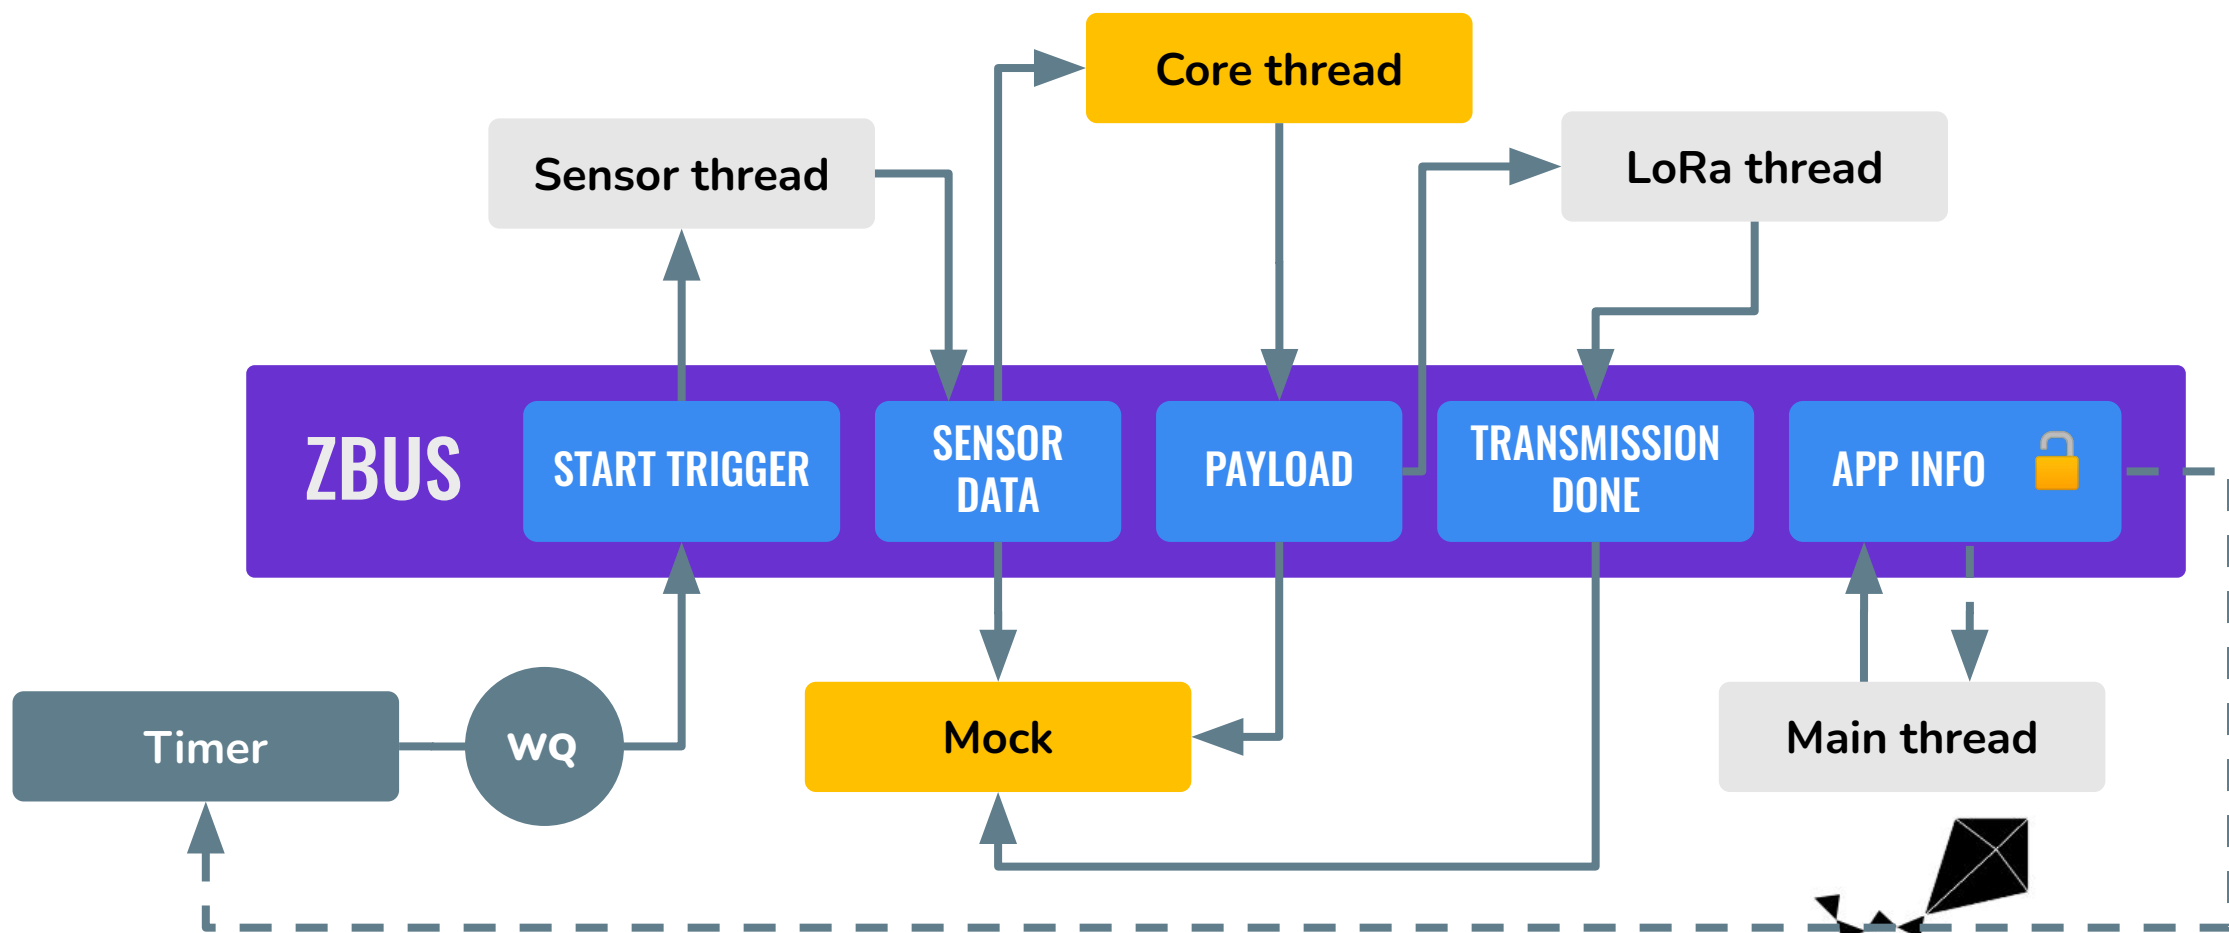 Core thread
Sensor thread
LoRa thread
ZBUS
START TRIGGER
SENSOR
DATA
PAYLOAD
TRANSMISSION
DONE
APP INFO
Timer
WQ
Mock
Main thread